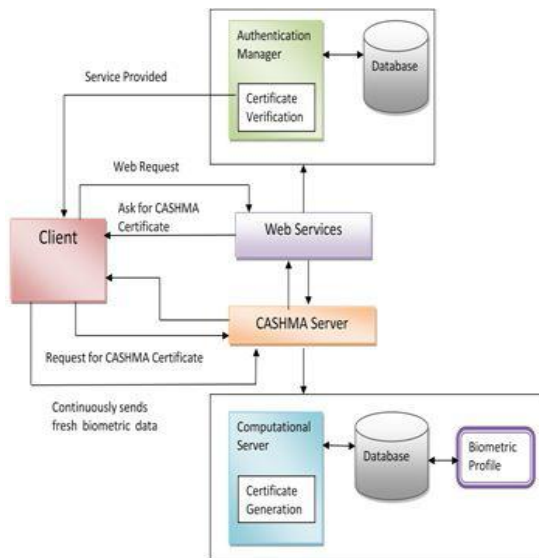 Authentication
Manager
Database
Certificate
Verification
Service Provided
Web Request
Ask for CASHMA
Certificate
Client
Web Services
CASHMA Server
Request for CASHMA Certificate
Continuously sends
fresh biometric data
Computational
Server
Database
Biometric
Profile
Certificate
Generation